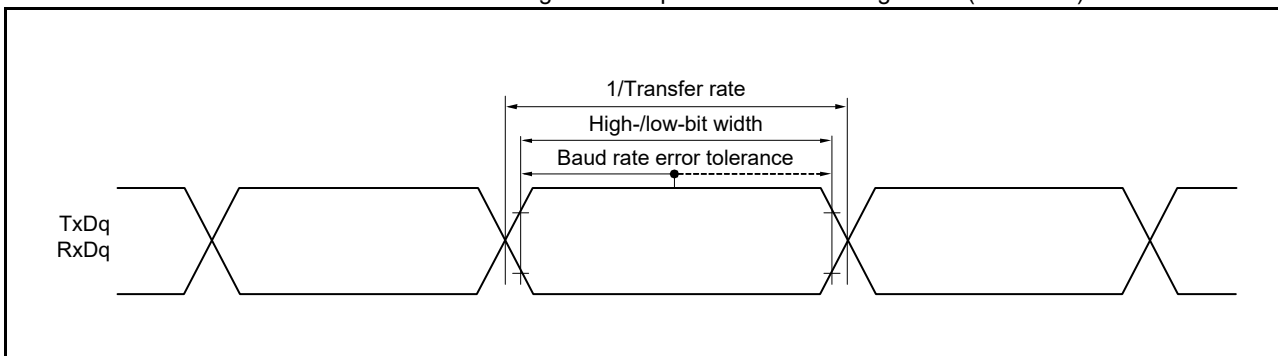 1/Transfer rate
High-/low-bit width
Baud rate error tolerance
TxDq
RxDq